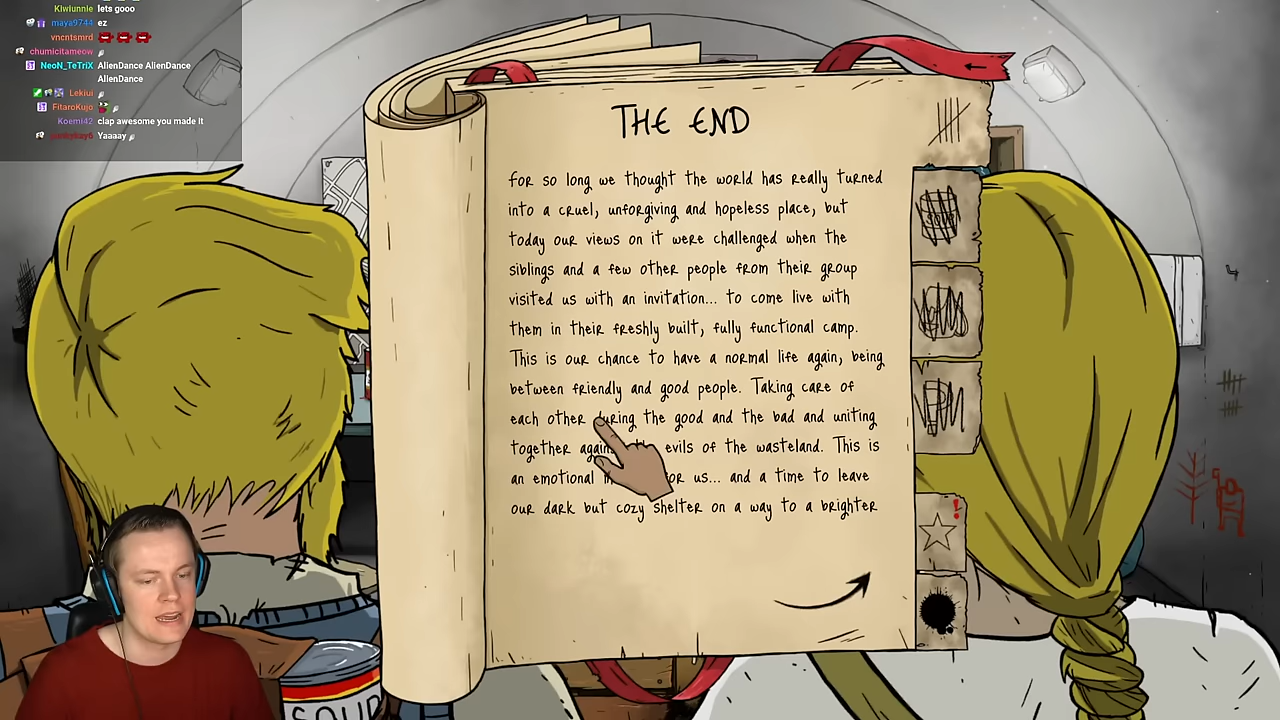 Kiwiunnie lets gooo
maya9744 ez
vncntsmrd
chumicitameow
NeoN_TeTriX AlienDance AlienDance
AlienDance
Lekiui
FitaroKujo
Koemi42 clap awesome you made it
Yaaaay
THE END
for so long we thought the world has really turned
into a cruel, unforgiving and hopeless place, but
today our views on it were challenged when the
siblings and a few other people from their group
visited us with an invitation... to come live with
them in their freshly built, fully functional camp.
This is our chance to have a normal life again, being
between friendly and good people. Taking care of
each other during the good and the bad and uniting
together evils of the wasteland. This is
an emotional us... and a time to leave
our dark but cozy shelter on a way to a brighter
SOUP